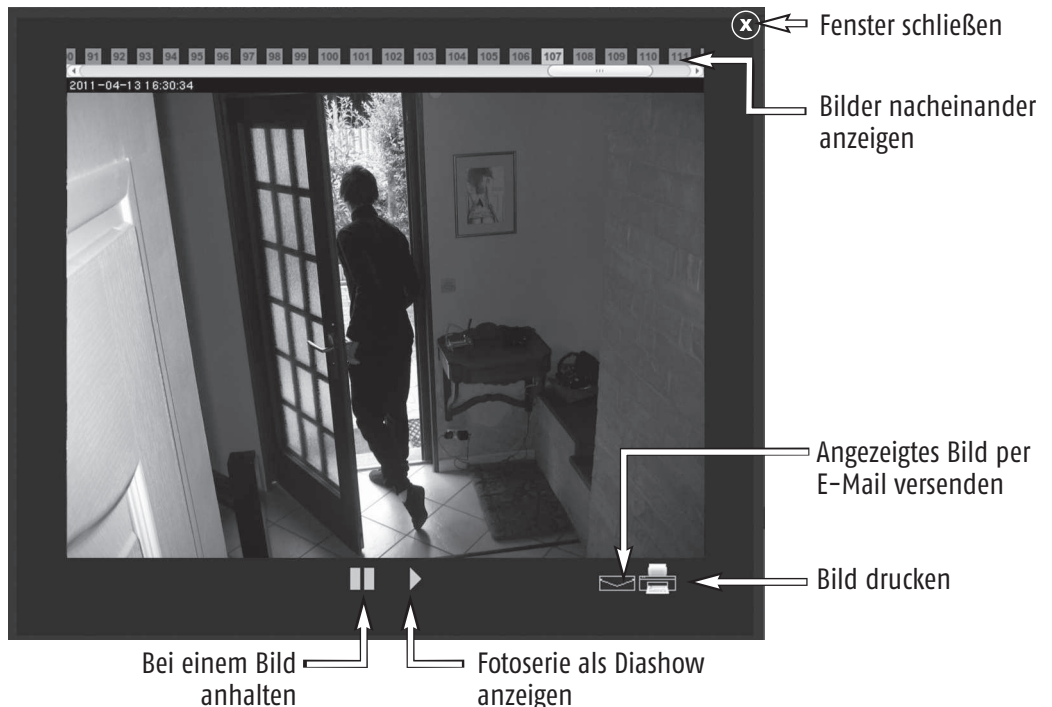 X
Fenster schließen
91 92 93 94 95 96 97 98 99 100 101 102 103 104 105 106 107 108 109 110 111
2011-04-13 16:30:34
Bilder nacheinander
anzeigen
Angezeigtes Bild per
E-Mail versenden
Bild drucken
Bei einem Bild
anhalten
Fotoserie als Diashow
anzeigen